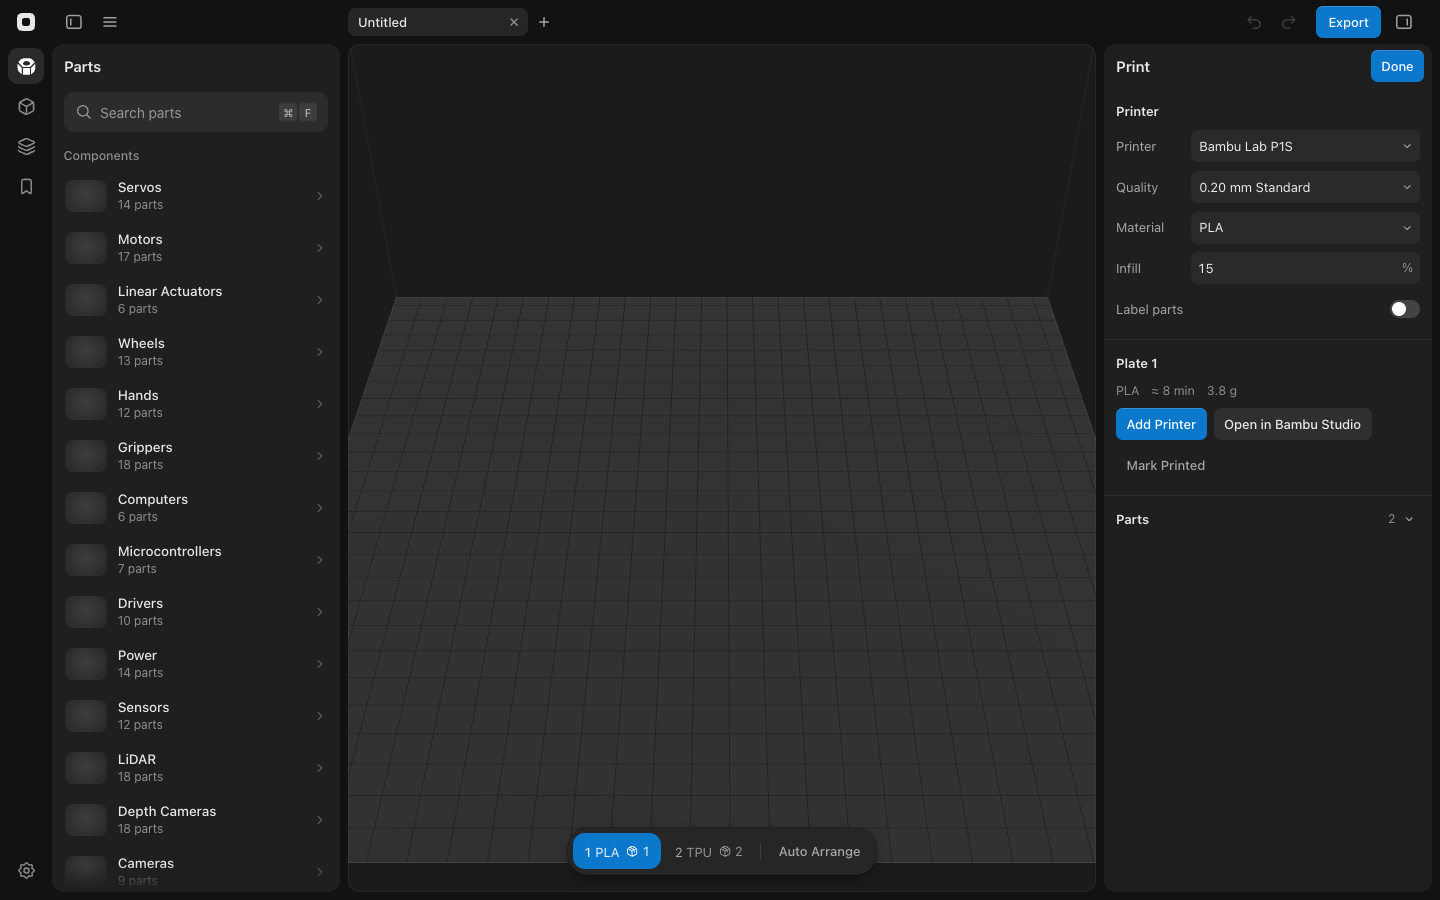 Untitled
Export
Parts
Search parts
⌘ F
Components
Servos
14 parts
Motors
17 parts
Linear Actuators
6 parts
Wheels
13 parts
Hands
12 parts
Grippers
18 parts
Computers
6 parts
Microcontrollers
7 parts
Drivers
10 parts
Power
14 parts
Sensors
12 parts
LiDAR
18 parts
Depth Cameras
18 parts
Cameras
9 parts
1 PLA 1
2 TPU 2
Auto Arrange
Print
Done
Printer
Printer Bambu Lab P1S
Quality 0.20 mm Standard
Material PLA
Infill 15 %
Label parts
Plate 1
PLA ≈ 8 min 3.8 g
Add Printer
Open in Bambu Studio
Mark Printed
Parts 2